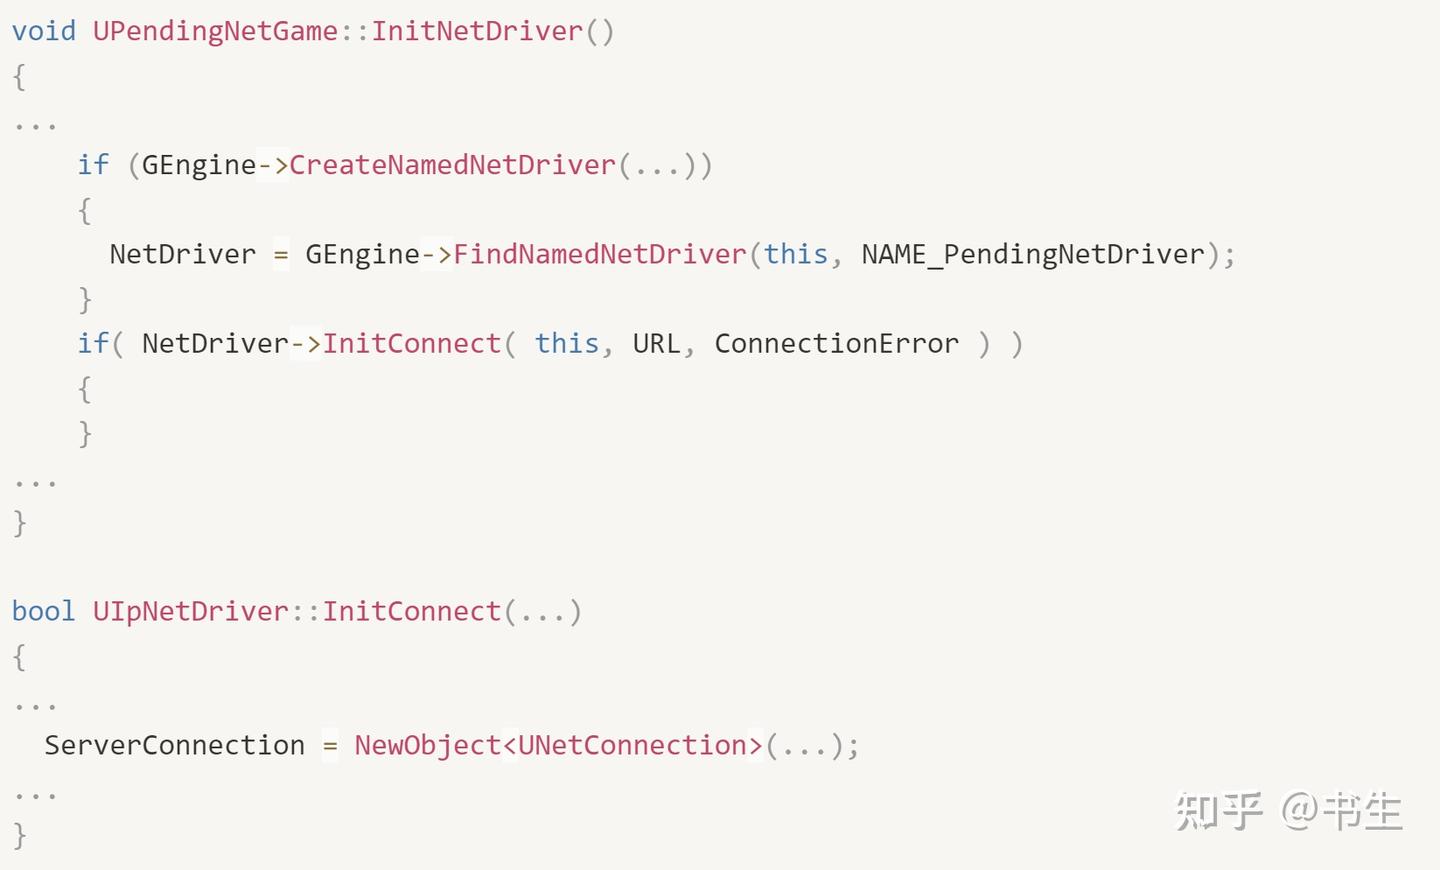 void UPendingNetGame::InitNetDriver()
{
...
    if (GEngine->CreateNamedNetDriver(...))
    {
      NetDriver = GEngine->FindNamedNetDriver(this, NAME_PendingNetDriver);
    }
    if( NetDriver->InitConnect( this, URL, ConnectionError ) )
    {
    }
...
}

bool UIpNetDriver::InitConnect(...)
{
...
  ServerConnection = NewObject<UNetConnection>(...);
...
}
知乎 @书生